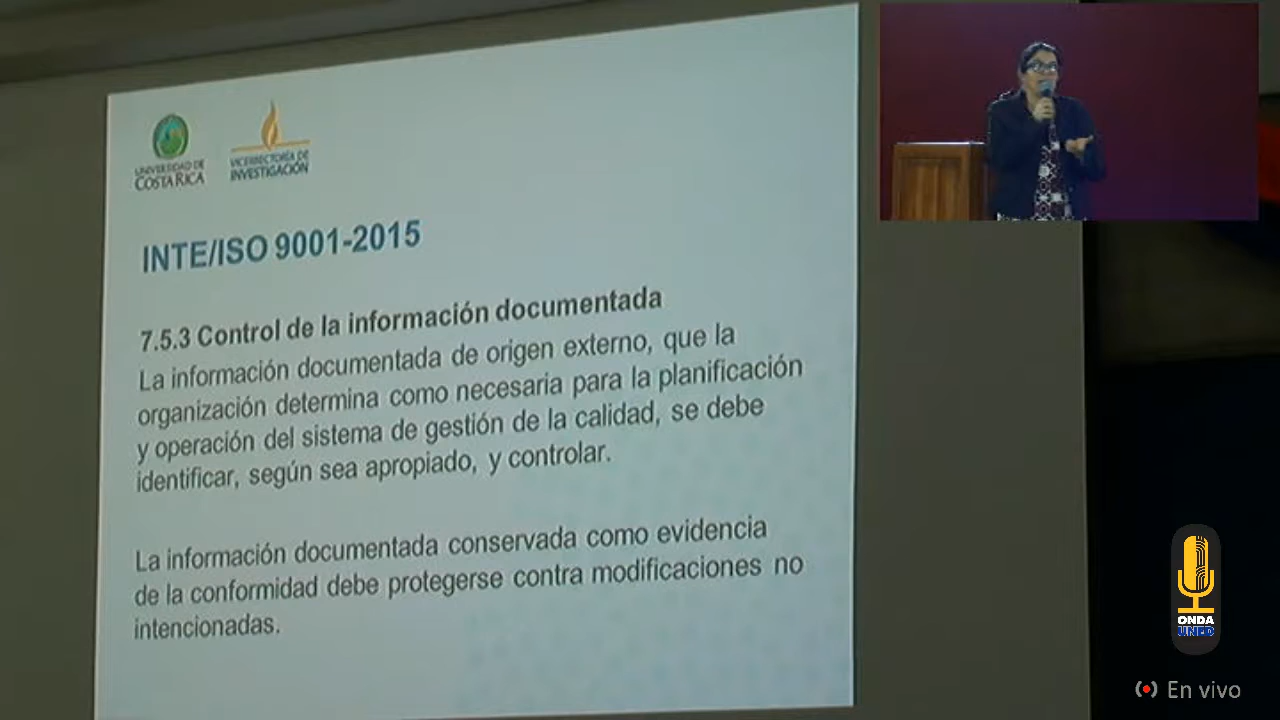 UNIVERSIDAD DE
COSTA RICA
VICERRECTORÍA DE
INVESTIGACIÓN
INTE/ISO 9001-2015
7.5.3 Control de la información documentada
La información documentada de origen externo, que la
organización determina como necesaria para la planificación
y operación del sistema de gestión de la calidad, se debe
identificar, según sea apropiado, y controlar.
La información documentada conservada como evidencia
de la conformidad debe protegerse contra modificaciones no
intencionadas.
ONDA
UNED
En vivo